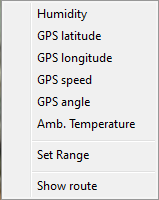 Humidity
GPS latitude
GPS longitude
GPS speed
GPS angle
Amb. Temperature
Set Range
Show route